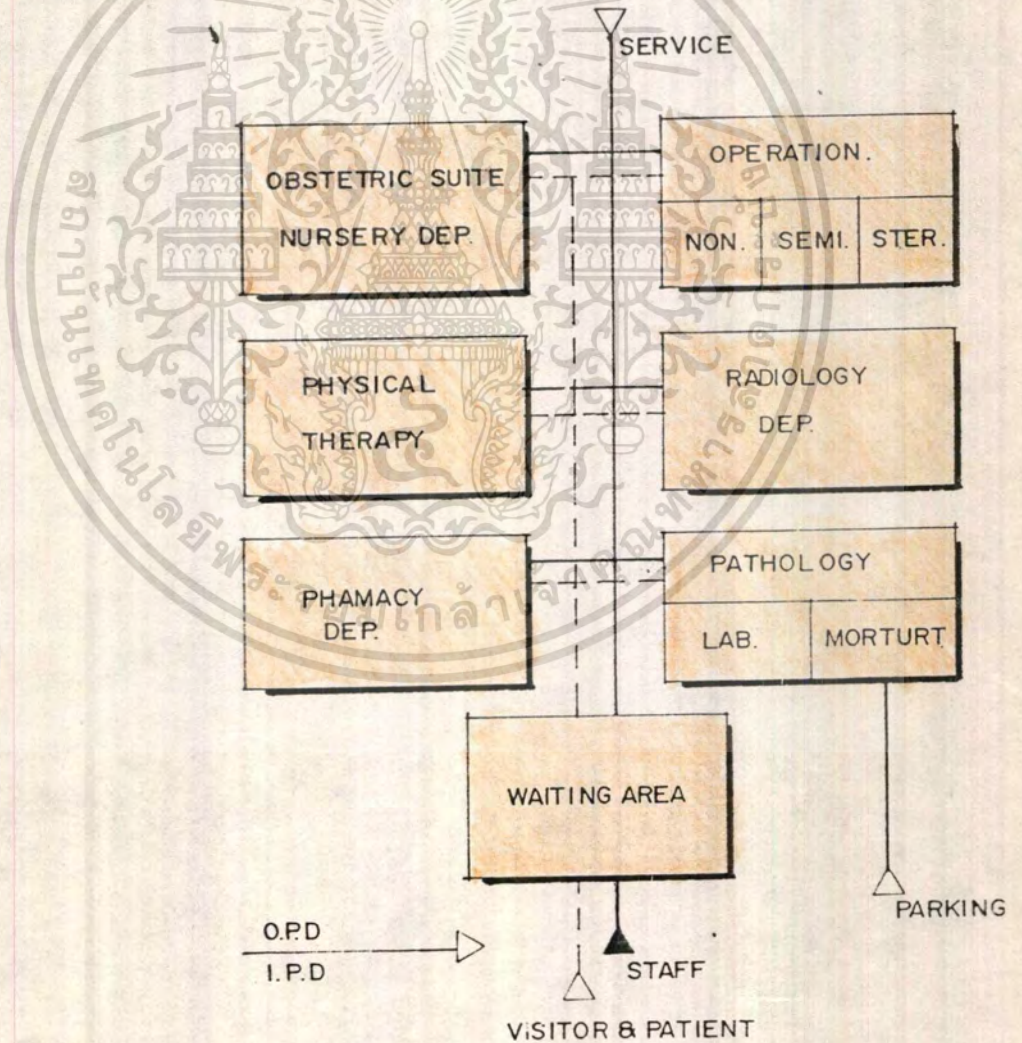 SERVICE
OBSTETRIC SUITE
NURSERY DEP.
OPERATION.
NON. SEMI. STER.
PHYSICAL
THERAPY
RADIOLOGY
DEP.
PHAMACY
DEP.
PATHOLOGY
LAB. MORTURT.
WAITING AREA
PARKING
O.P.D
I.P.D
STAFF
ViSITOR & PATIENT